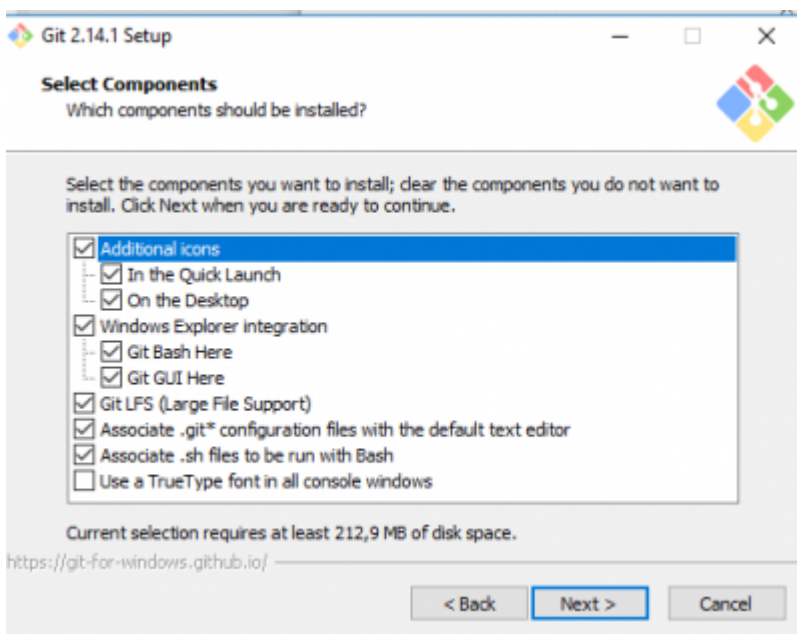 Git 2.14.1 Setup
Select Components
Which components should be installed?
Select the components you want to install; clear the components you do not want to
install. Click Next when you are ready to continue.
Additional icons
In the Quick Launch
On the Desktop
Windows Explorer integration
Git Bash Here
Git GUI Here
Git LFS (Large File Support)
Associate .git* configuration files with the default text editor
Associate .sh files to be run with Bash
Use a TrueType font in all console windows
Current selection requires at least 212,9 MB of disk space.
https://git-for-windows.github.io/
< Back Next > Cancel